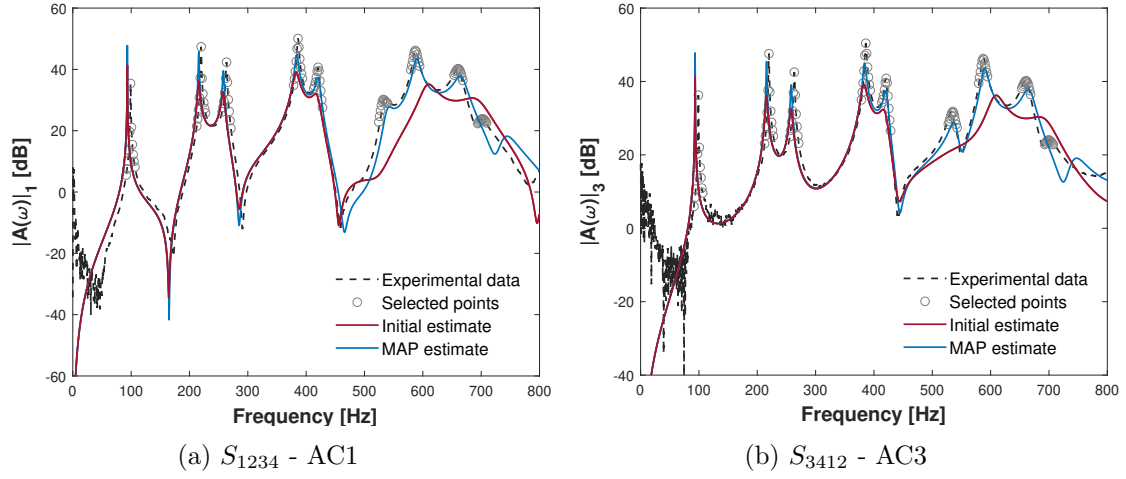 60
40
20
0
-20
-40
-60
|A(ω)|₁ [dB]
0 100 200 300 400 500 600 700 800
Frequency [Hz]
Experimental data
Selected points
Initial estimate
MAP estimate
(a) S₁₂₃₄ - AC1
60
40
20
0
-20
-40
|A(ω)|₃ [dB]
0 100 200 300 400 500 600 700 800
Frequency [Hz]
Experimental data
Selected points
Initial estimate
MAP estimate
(b) S₃₄₁₂ - AC3